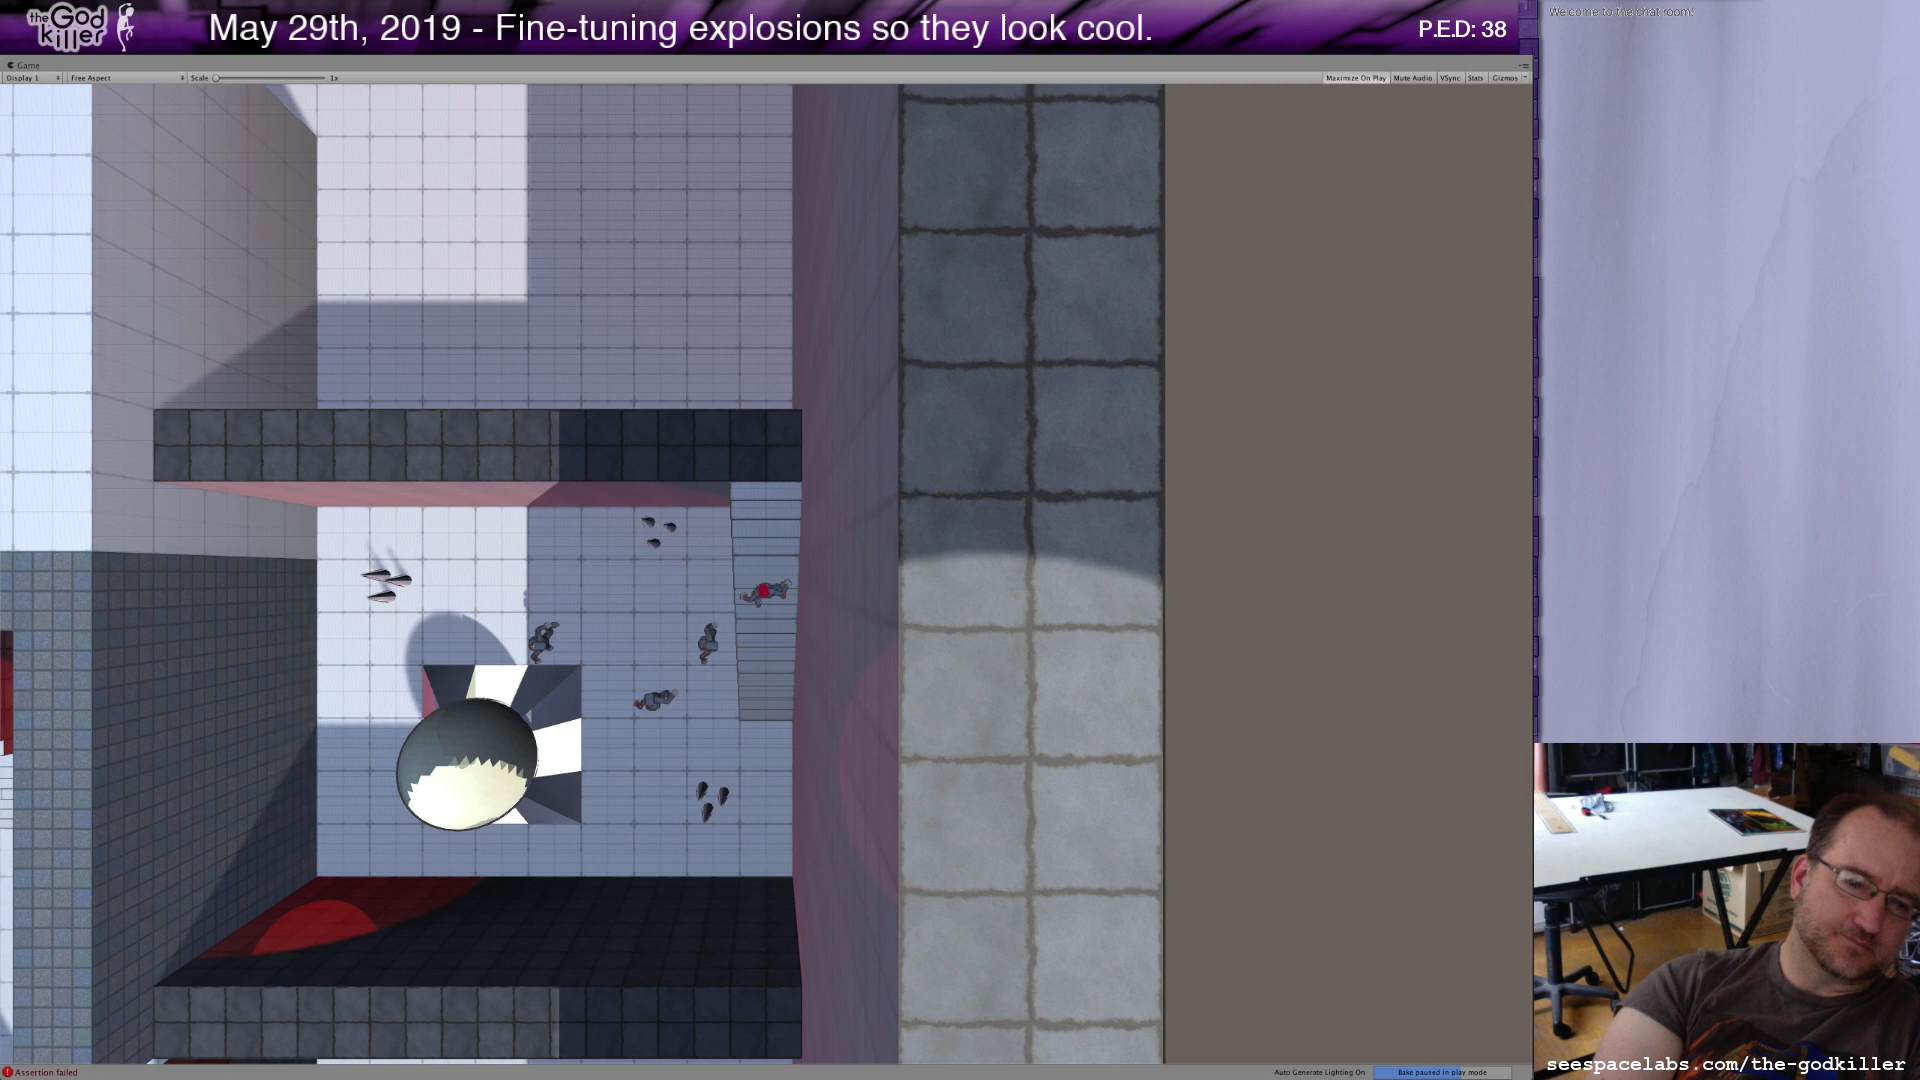 the God killer
May 29th, 2019 - Fine-tuning explosions so they look cool.
P.E.D: 38
Welcome to the chat room!
Game
Display 1
Free Aspect
Scale
1x
Maximize On Play
Mute Audio
VSync
Stats
Gizmos
Assertion failed
Auto Generate Lighting On
Bake paused in play mode
seespacelabs.com/the-godkiller